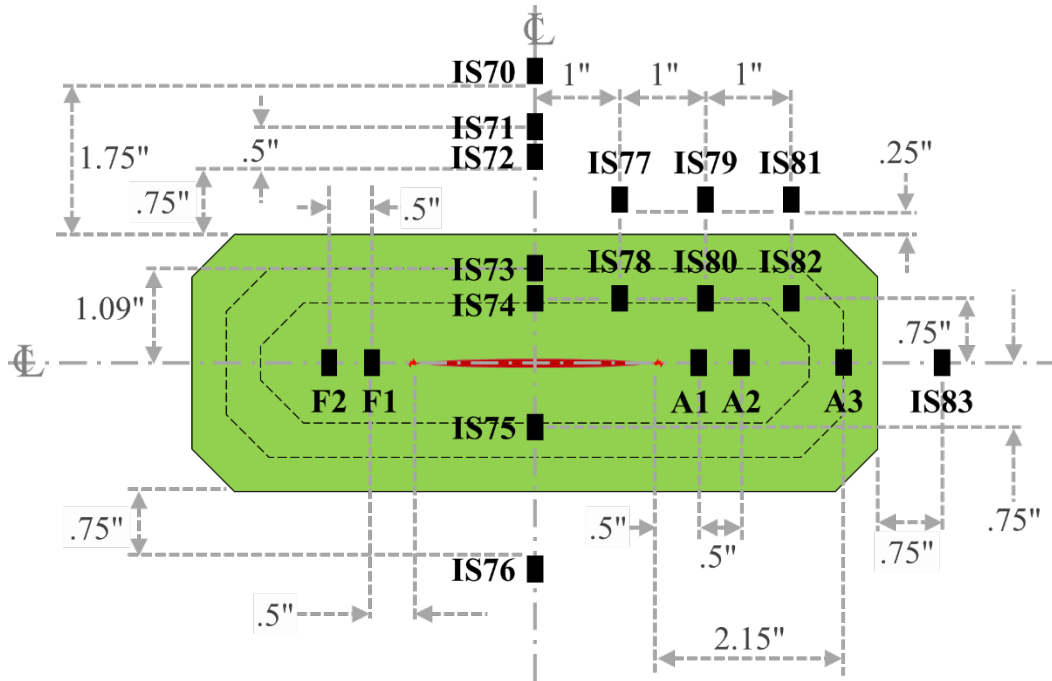 ℄
IS70
1"
1"
1"
IS71
.5"
1.75"
IS72
IS77
IS79
IS81
.25"
.75"
.5"
IS73
IS78
IS80
IS82
1.09"
IS74
.75"
℄
F2
F1
A1
A2
A3
IS83
IS75
.75"
.5"
.5"
.75"
.75"
IS76
.5"
2.15"